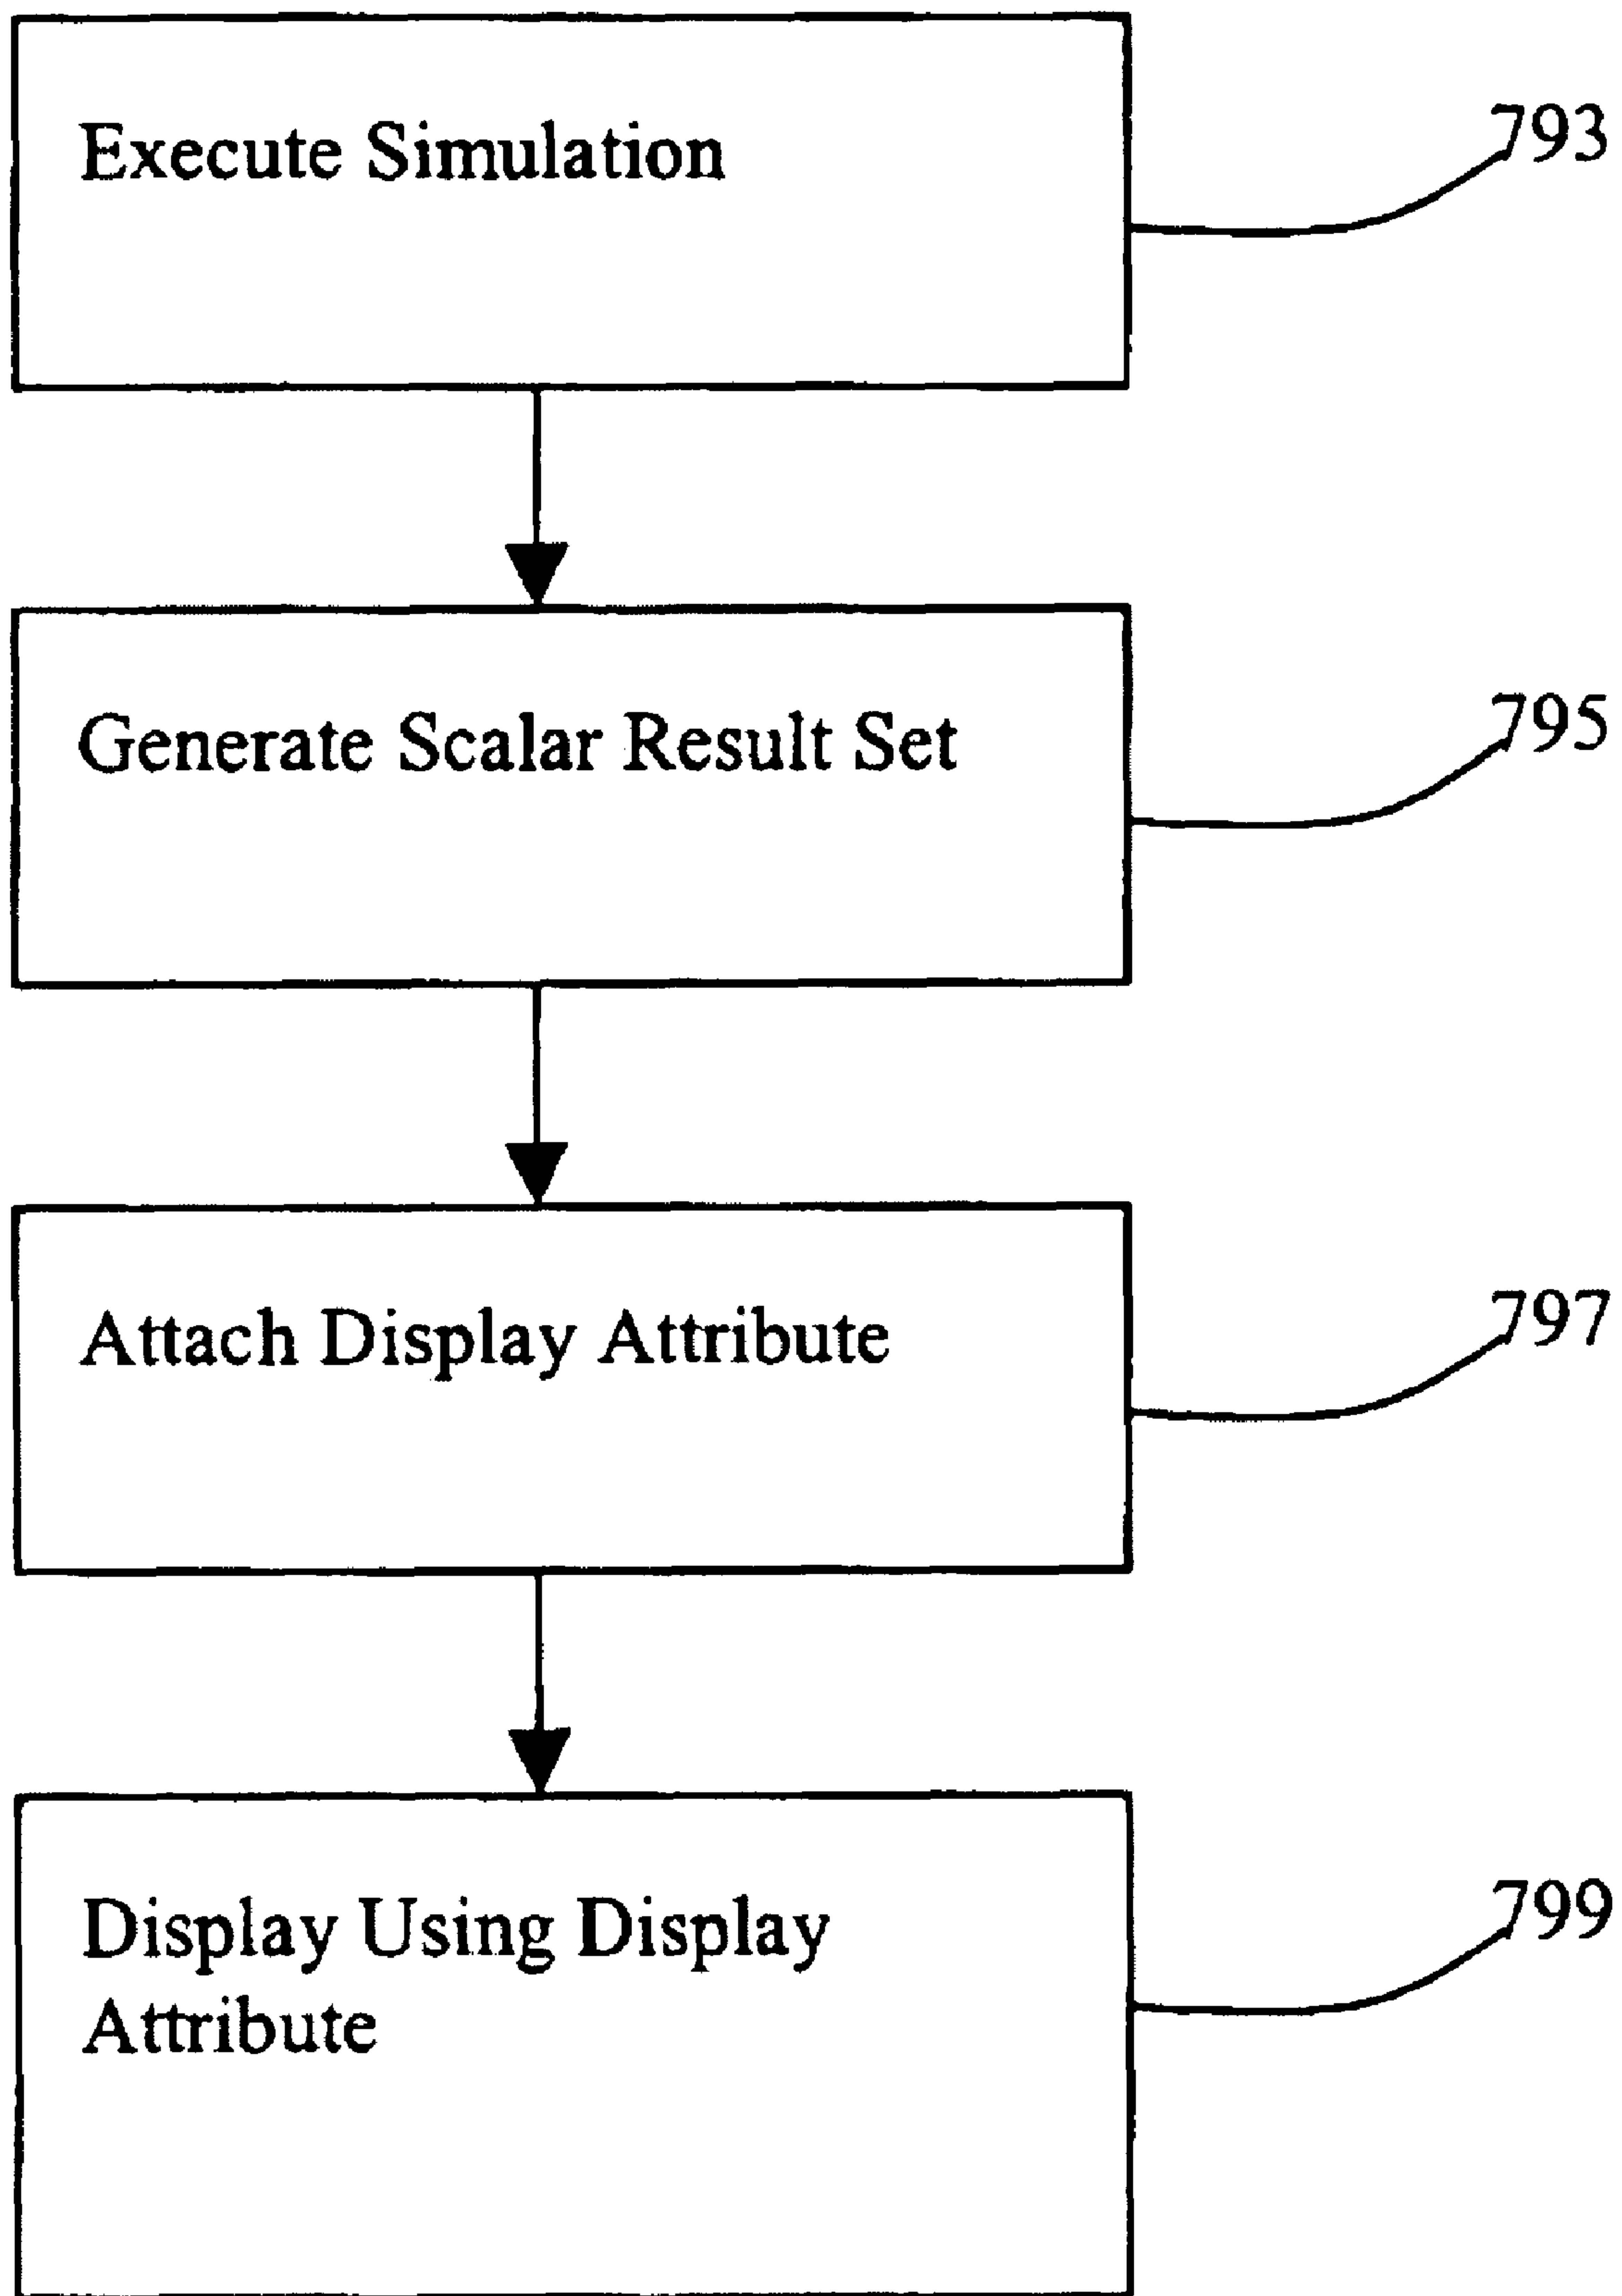 Execute Simulation
793
Generate Scalar Result Set
795
Attach Display Attribute
797
Display Using Display
Attribute
799